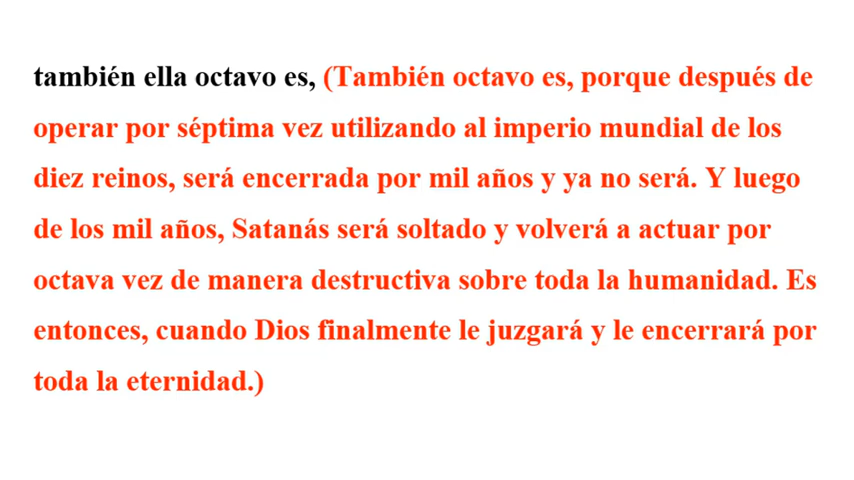 también ella octavo es, (También octavo es, porque después de
operar por séptima vez utilizando al imperio mundial de los
diez reinos, será encerrada por mil años y ya no será. Y luego
de los mil años, Satanás será soltado y volverá a actuar por
octava vez de manera destructiva sobre toda la humanidad. Es
entonces, cuando Dios finalmente le juzgará y le encerrará por
toda la eternidad.)